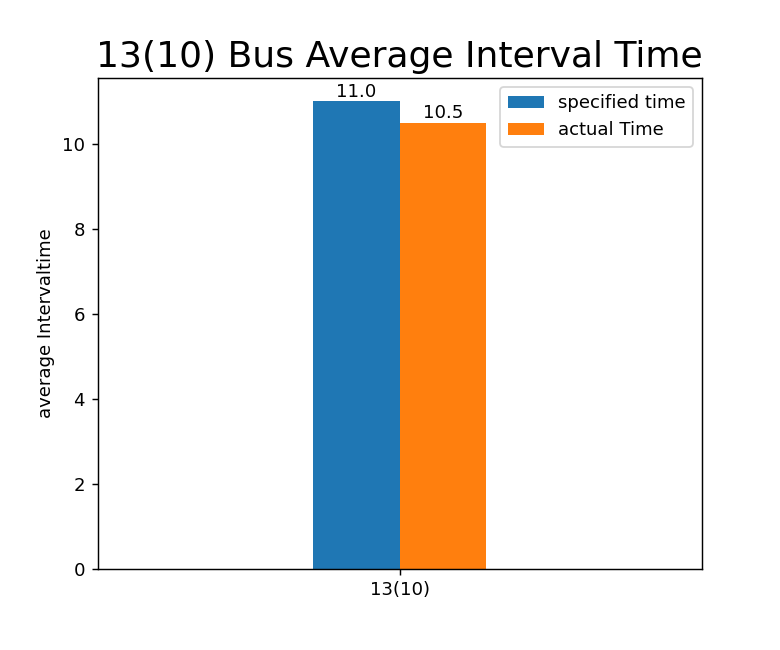 13(10) Bus Average Interval Time
11.0
10.5
specified time
actual Time
10
8
6
4
2
0
average Intervaltime
13(10)